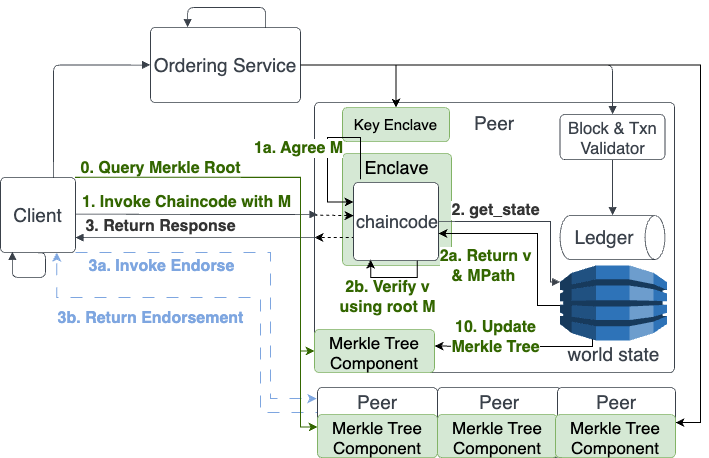 Ordering Service
Key Enclave
Peer
Block & Txn
Validator
1a. Agree M
Enclave
0. Query Merkle Root
Client
1. Invoke Chaincode with M
3. Return Response
chaincode
2. get_state
Ledger
3a. Invoke Endorse
2a. Return v
& MPath
2b. Verify v
using root M
3b. Return Endorsement
10. Update
Merkle Tree
world state
Merkle Tree
Component
Peer
Peer
Peer
Merkle Tree
Component
Merkle Tree
Component
Merkle Tree
Component